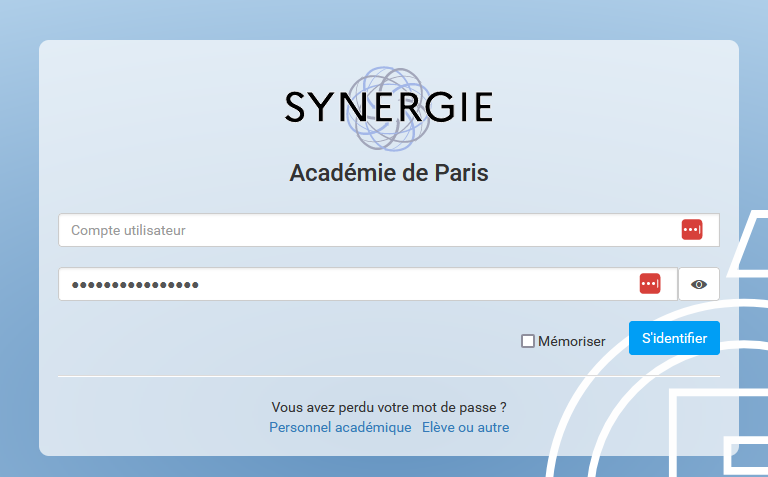 SYNERGIE
Académie de Paris
Compte utilisateur
••••••••••••••••
Mémoriser
S'identifier
Vous avez perdu votre mot de passe ?
Personnel académique Elève ou autre